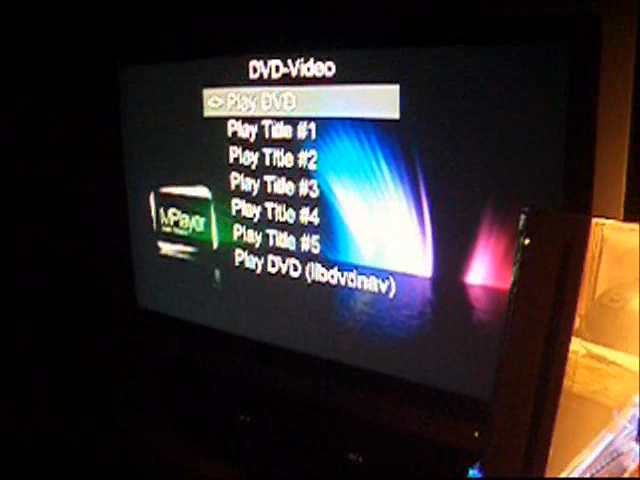 DVD-Video
Play DVD
Play Title #1
Play Title #2
Play Title #3
Play Title #4
Play Title #5
Play DVD (libdvdnav)
MPlayer